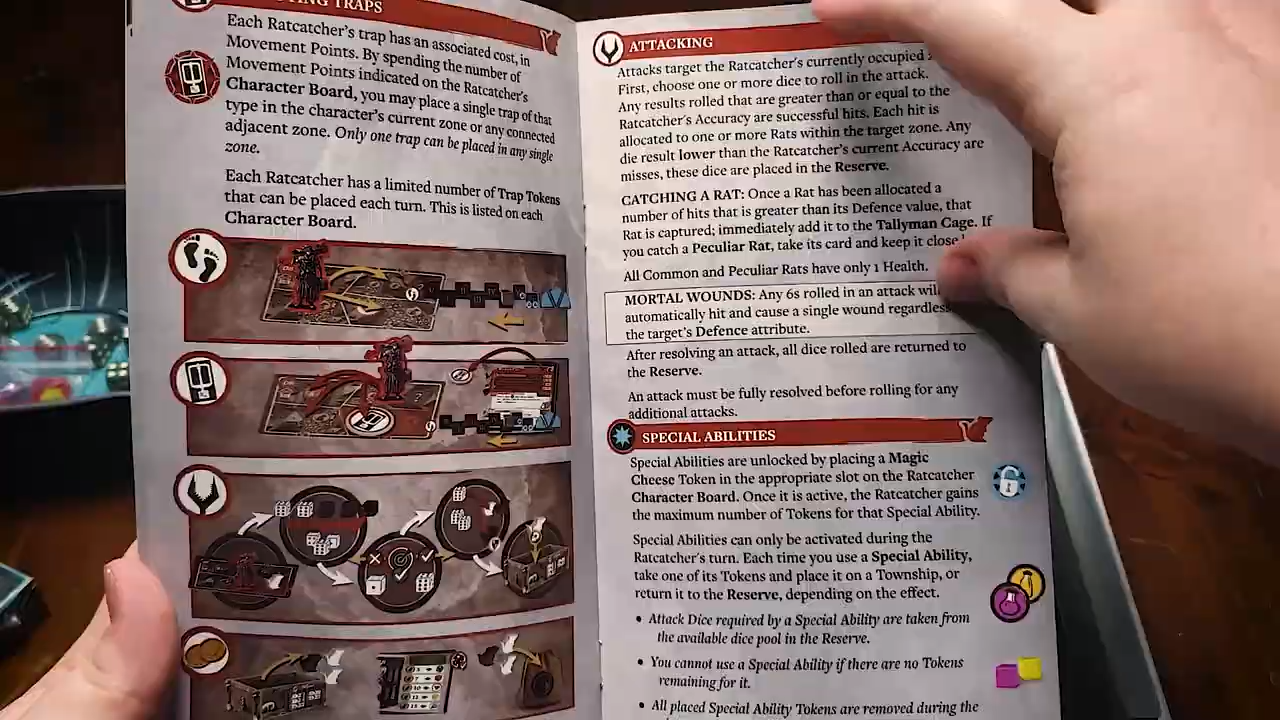 TRAPS
Each Ratcatcher's trap has an associated cost, in
Movement Points. By spending the number of
Movement Points indicated on the Ratcatcher's
Character Board, you may place a single trap of that
type in the character's current zone or any connected
adjacent zone. Only one trap can be placed in any single
zone.
Each Ratcatcher has a limited number of Trap Tokens
that can be placed each turn. This is listed on each
Character Board.
ATTACKING
Attacks target the Ratcatcher's currently occupied
First, choose one or more dice to roll in the attack.
Any results rolled that are greater than or equal to the
Ratcatcher's Accuracy are successful hits. Each hit is
allocated to one or more Rats within the target zone. Any
die result lower than the Ratcatcher's current Accuracy are
misses, these dice are placed in the Reserve.
CATCHING A RAT: Once a Rat has been allocated a
number of hits that is greater than its Defence value, that
Rat is captured; immediately add it to the Tallyman Cage. If
you catch a Peculiar Rat, take its card and keep it close
All Common and Peculiar Rats have only 1 Health.
MORTAL WOUNDS: Any 6s rolled in an attack
automatically hit and cause a single wound regardless
the target's Defence attribute.
After resolving an attack, all dice rolled are returned to
the Reserve.
An attack must be fully resolved before rolling for any
additional attacks.
SPECIAL ABILITIES
Special Abilities are unlocked by placing a Magic
Cheese Token in the appropriate slot on the Ratcatcher
Character Board. Once it is active, the Ratcatcher gains
the maximum number of Tokens for that Special Ability.
Special Abilities can only be activated during the
Ratcatcher's turn. Each time you use a Special Ability,
take one of its Tokens and place it on a Township, or
return it to the Reserve, depending on the effect.
• Attack Dice required by a Special Ability are taken from
the available dice pool in the Reserve.
• You cannot use a Special Ability if there are no Tokens
remaining for it.
• All placed Special Ability Tokens are removed during the